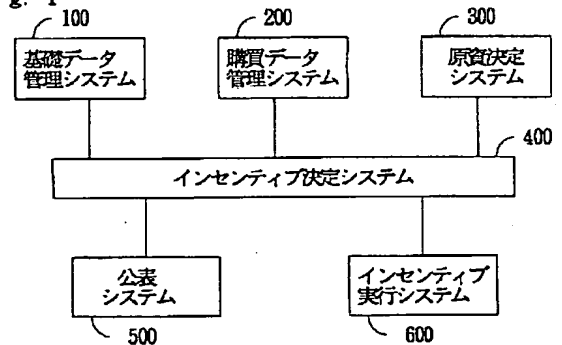 100
200
300
基礎データ
管理システム
購買データ
管理システム
原資決定
システム
400
インセンティブ決定システム
公表
システム
インセンティブ
実行システム
500
600